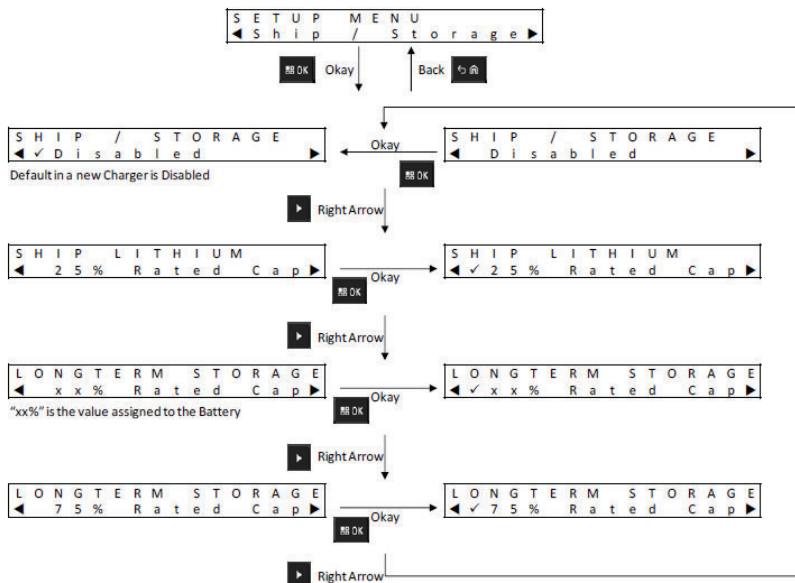 SETUP MENU
◀Ship / Storage▶
OK Okay Back
SHIP / STORAGE
◀✓Disabled ▶
Okay
OK
SHIP / STORAGE
◀ Disabled ▶
Default in a new Charger is Disabled
Right Arrow
SHIP LITHIUM
◀ 25% Rated Cap▶
Okay
OK
SHIP LITHIUM
◀✓25% Rated Cap▶
Right Arrow
LONGTERM STORAGE
◀ xx% Rated Cap▶
Okay
OK
LONGTERM STORAGE
◀✓xx% Rated Cap▶
"xx%" is the value assigned to the Battery
Right Arrow
LONGTERM STORAGE
◀ 75% Rated Cap▶
Okay
OK
LONGTERM STORAGE
◀✓75% Rated Cap▶
Right Arrow